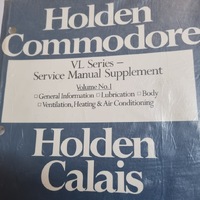 Holden
Commodore
VL Series –
Service Manual Supplement
Volume No. 1
▫ General Information ▫ Lubrication ▫ Body
▫ Ventilation, Heating & Air Conditioning
Holden
Calais